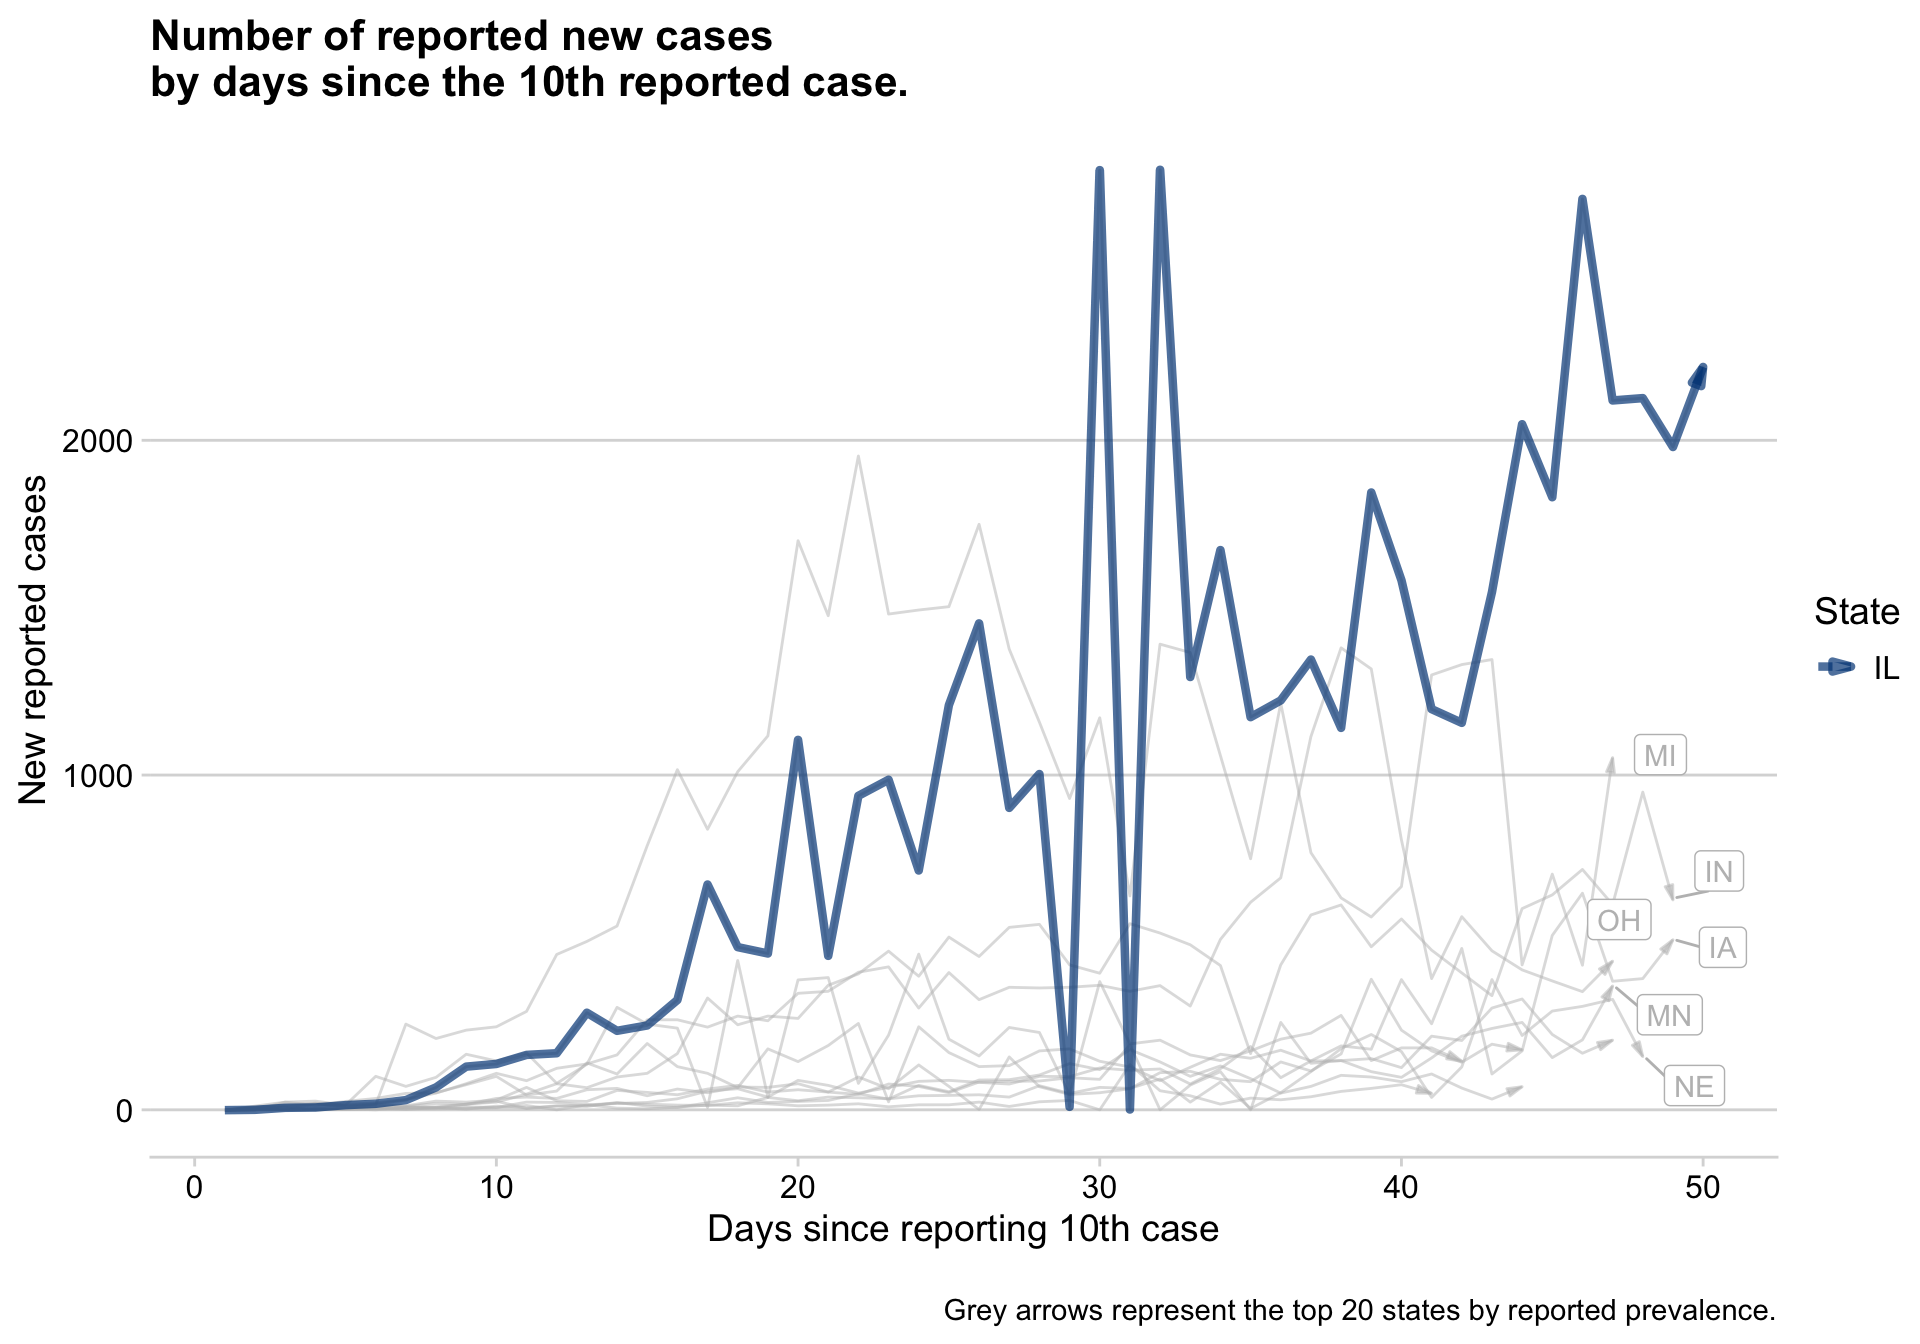 Number of reported new cases
by days since the 10th reported case.
New reported cases
2000
1000
0
MI
IN
OH
IA
MN
NE
State
IL
0 10 20 30 40 50
Days since reporting 10th case
Grey arrows represent the top 20 states by reported prevalence.